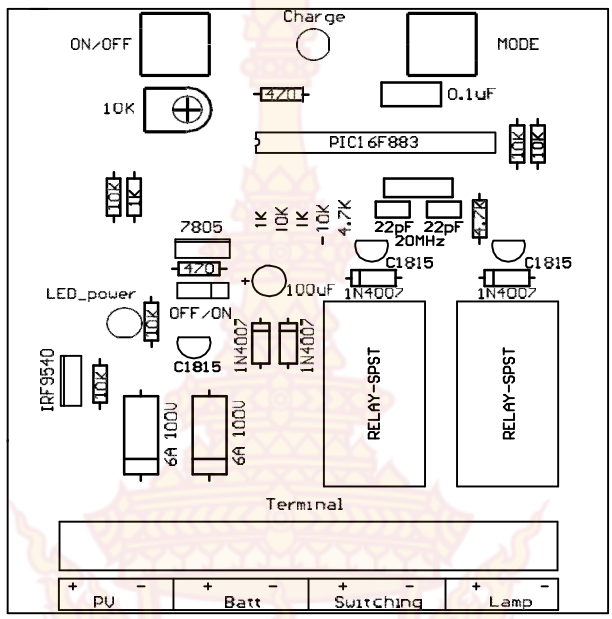 Charge
ON/OFF
MODE
10K
470
0.1uF
PIC16F883
10K
10K
10K
1K
1K
10K
1K
-10K
4.7K
22pF
22pF
20MHz
4.7K
7805
470
OFF/ON
+
100uF
C1815
1N4007
C1815
1N4007
LED_power
10K
C1815
1N4007
1N4007
IRF9540
10K
6A 100V
6A 100V
RELAY-SPST
RELAY-SPST
Terminal
+ - + - + - + -
PV Batt Switching Lamp